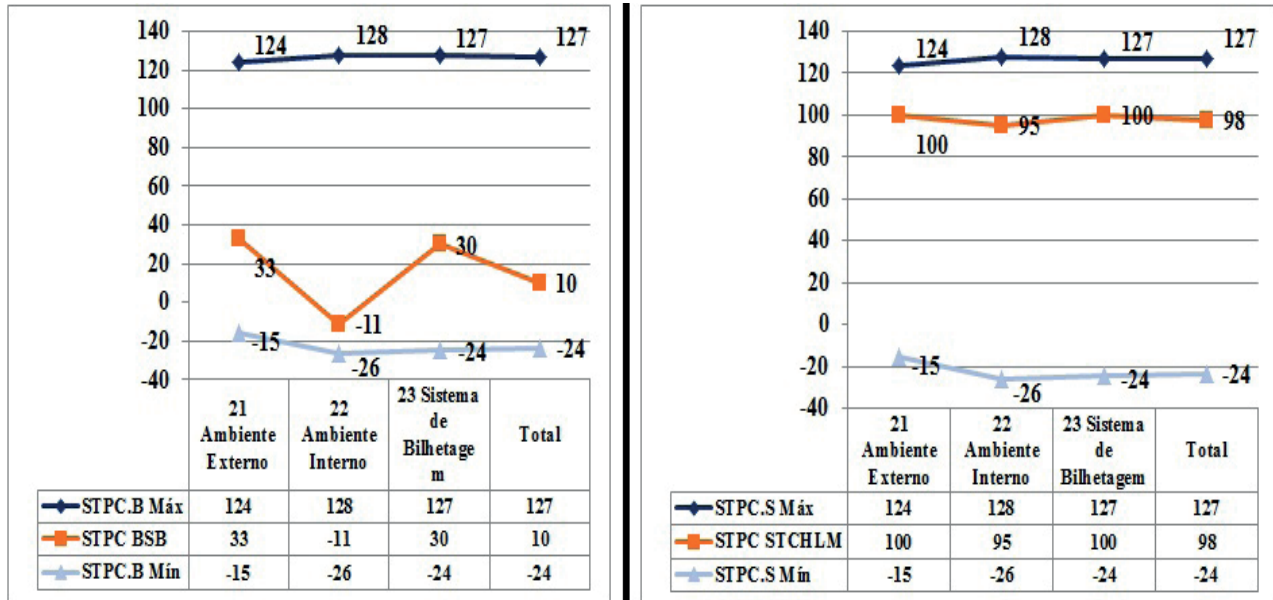 140
120
100
80
60
40
20
0
-20
-40
124 128 127 127
33 -11 30 10
-15 -26 -24 -24
21 Ambiente Externo
22 Ambiente Interno
23 Sistema de Bilhetage m
Total
STPC.B Máx 124 128 127 127
STPC BSB 33 -11 30 10
STPC.B Mín -15 -26 -24 -24
140
120
100
80
60
40
20
0
-20
-40
124 128 127 127
100 95 100 98
-15 -26 -24 -24
21 Ambiente Externo
22 Ambiente Interno
23 Sistema de Bilhetagem
Total
STPC.S Máx 124 128 127 127
STPC STCHLM 100 95 100 98
STPC.S Mín -15 -26 -24 -24